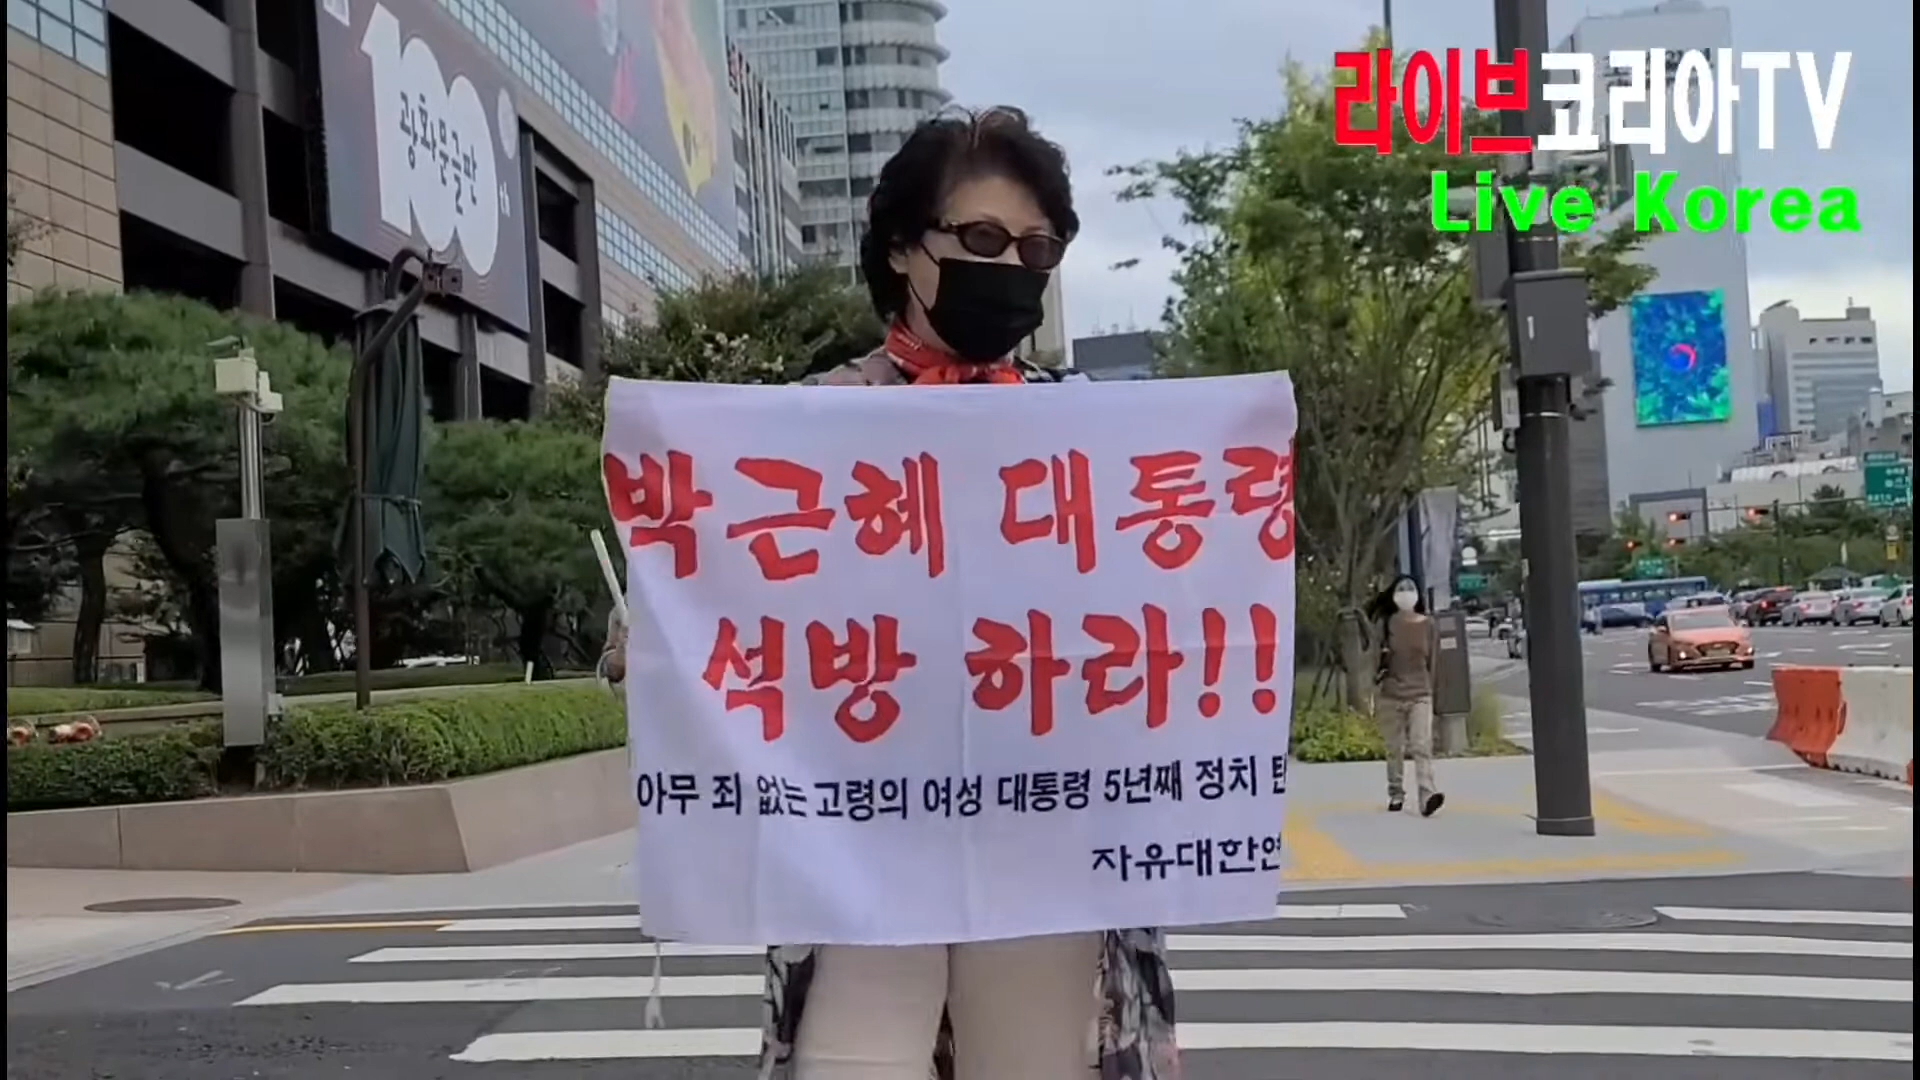 라이브코리아TV
Live Korea
100th
광화문글판
박근혜 대통령
석방 하라!!
아무 죄 없는 고령의 여성 대통령 5년째 정치
자유대한